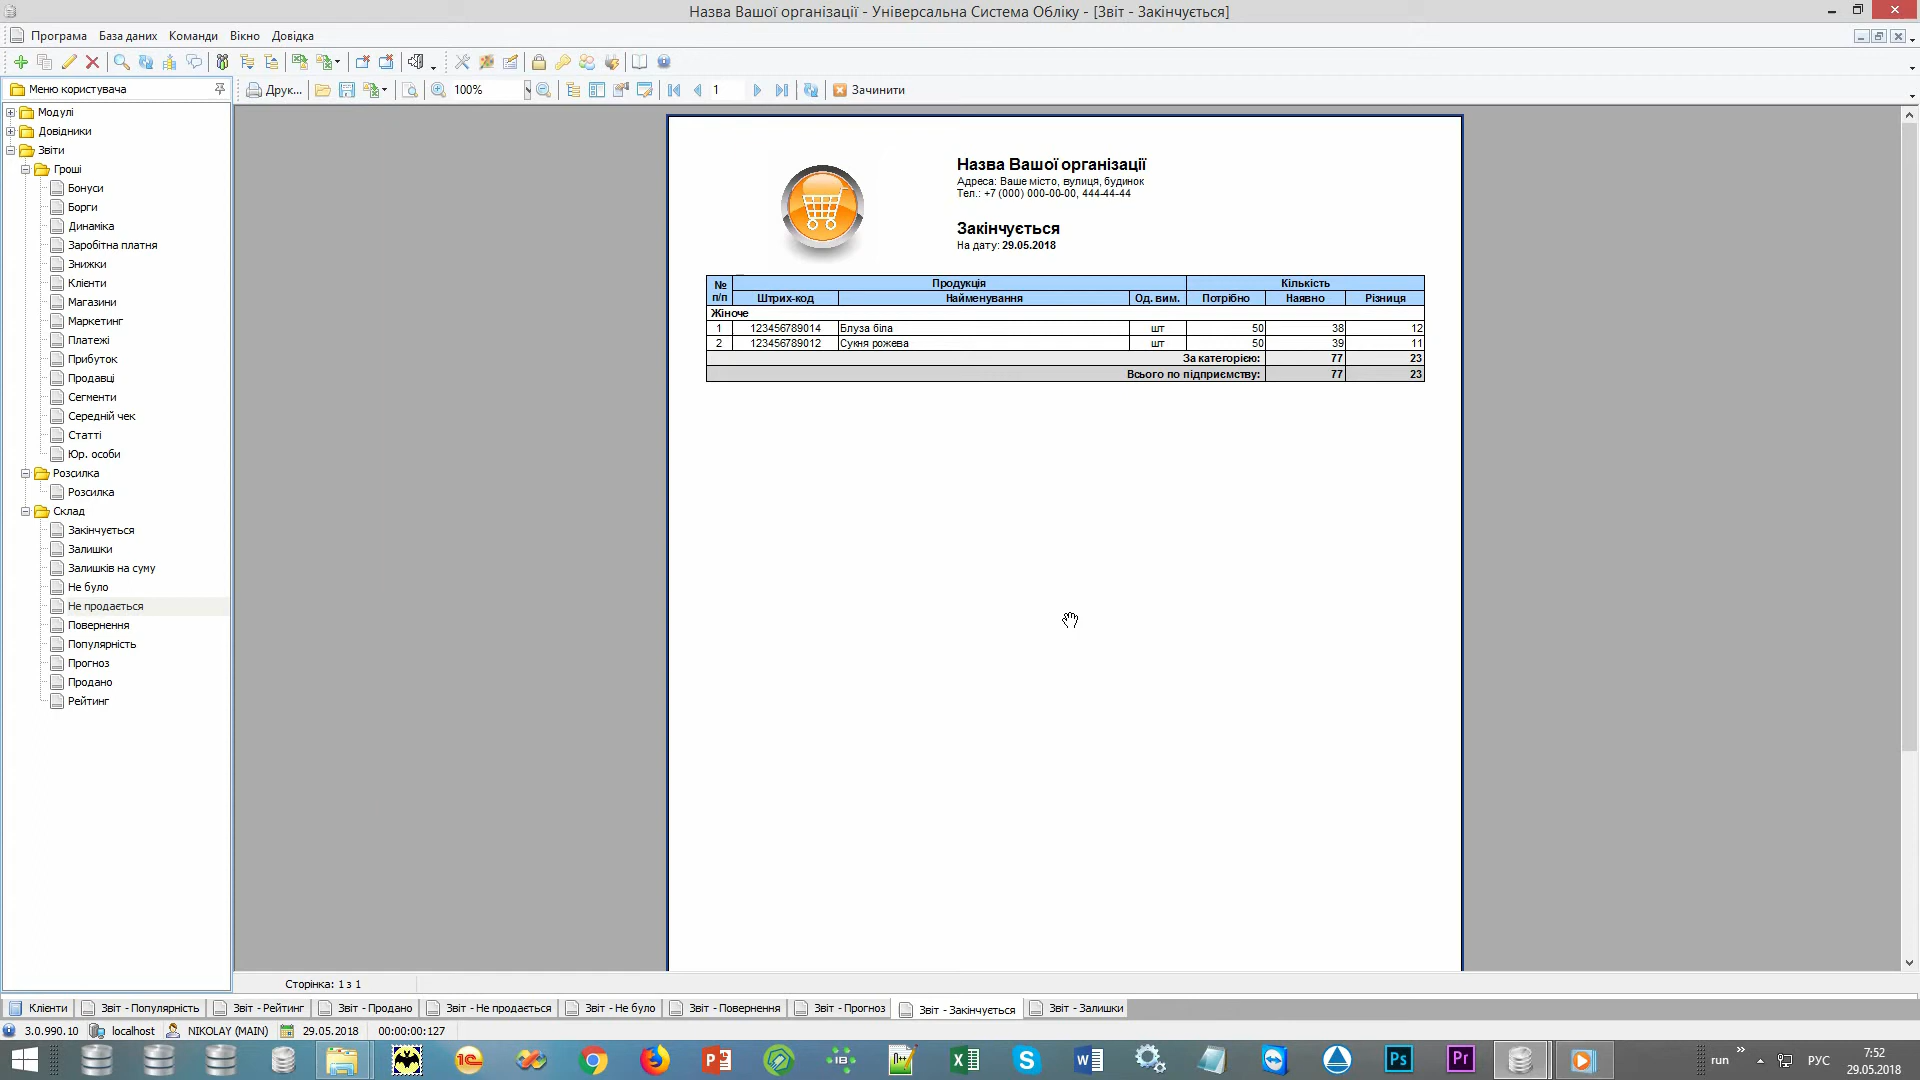 Назва Вашої організації - Універсальна Система Обліку - [Звіт - Закінчується]
Програма База даних Команди Вікно Довідка
Меню користувача
Друк... 100% 1 Зачинити
Модулі
Довідники
Звіти
Гроші
Бонуси
Борги
Динаміка
Заробітна платня
Знижки
Клієнти
Магазини
Маркетинг
Платежі
Прибуток
Продавці
Сегменти
Середній чек
Статті
Юр. особи
Розсилка
Розсилка
Склад
Закінчується
Залишки
Залишків на суму
Не було
Не продається
Повернення
Популярність
Прогноз
Продано
Рейтинг
Назва Вашої організації
Адреса: Ваше місто, вулиця, будинок
Тел.: +7 (000) 000-00-00, 444-44-44
Закінчується
На дату: 29.05.2018
№ п/п Продукція Кількість
Штрих-код Найменування Од. вим. Потрібно Наявно Різниця
Жіноче
1 123456789014 Блуза біла шт 50 38 12
2 123456789012 Сукня рожева шт 50 39 11
За категорією: 77 23
Всього по підприємству: 77 23
Сторінка: 1 з 1
Клієнти Звіт - Популярність Звіт - Рейтинг Звіт - Продано Звіт - Не продається Звіт - Не було Звіт - Повернення Звіт - Прогноз Звіт - Закінчується Звіт - Залишки
3.0.990.10 localhost NIKOLAY (MAIN) 29.05.2018 00:00:00:127
run РУС 7:52
29.05.2018